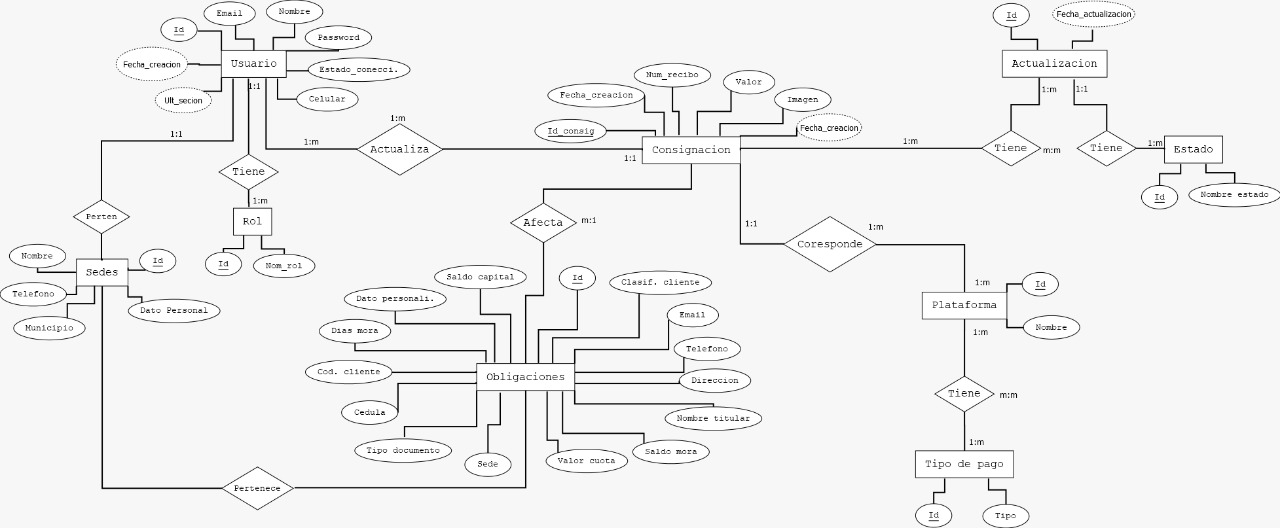 Email
Nombre
Id
Password
Fecha_creacion
Usuario
Estado_conecci.
Ult_secion
1:1
Celular
Id
Fecha_actualizacion
Actualizacion
1:m
1:1
Num_recibo
Valor
Fecha_creacion
Imagen
Id_consig
Fecha_creacion
1:1
1:m
1:m
Actualiza
1:1
Consignacion
1:m
Tiene
m:m
Tiene
1:m
Estado
Id
Nombre estado
Tiene
1:m
Rol
Id
Nom_rol
Perten
Afecta
m:1
1:1
1:m
Coresponde
Nombre
Id
Sedes
Telefono
Dato Personal
Municipio
Saldo capital
Id
Clasif. cliente
Dato personali.
Email
Dias mora
Telefono
Cod. cliente
Obligaciones
Direccion
Cedula
Nombre titular
Tipo documento
Sede
Valor cuota
Saldo mora
Pertenece
1:m
Id
Plataforma
Nombre
1:m
Tiene
m:m
1:m
Tipo de pago
Id
Tipo